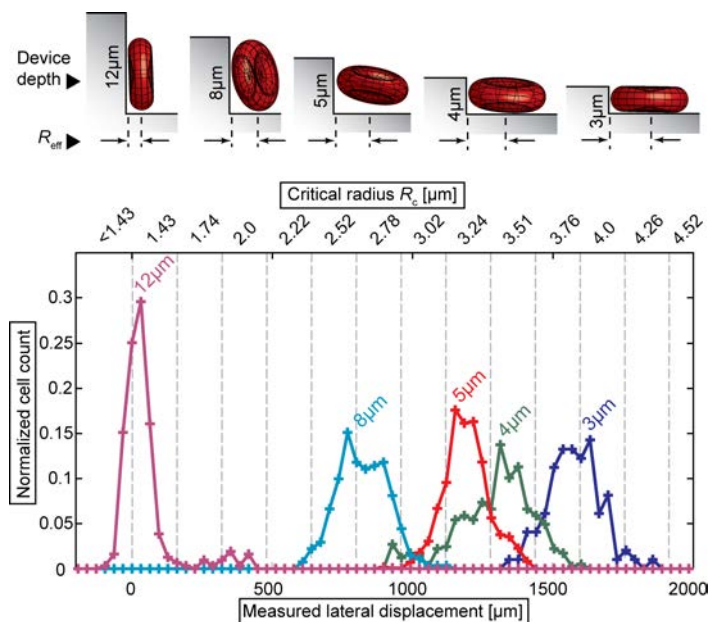 Device
depth
12µm
8µm
5µm
4µm
3µm
Reff
Critical radius Rc [µm]
<1.43 1.43 1.74 2.0 2.22 2.52 2.78 3.02 3.24 3.51 3.76 4.0 4.26 4.52
Normalized cell count
0.3
0.25
0.2
0.15
0.1
0.05
0
12µm
8µm
5µm
4µm
3µm
0 500 1000 1500 2000
Measured lateral displacement [µm]